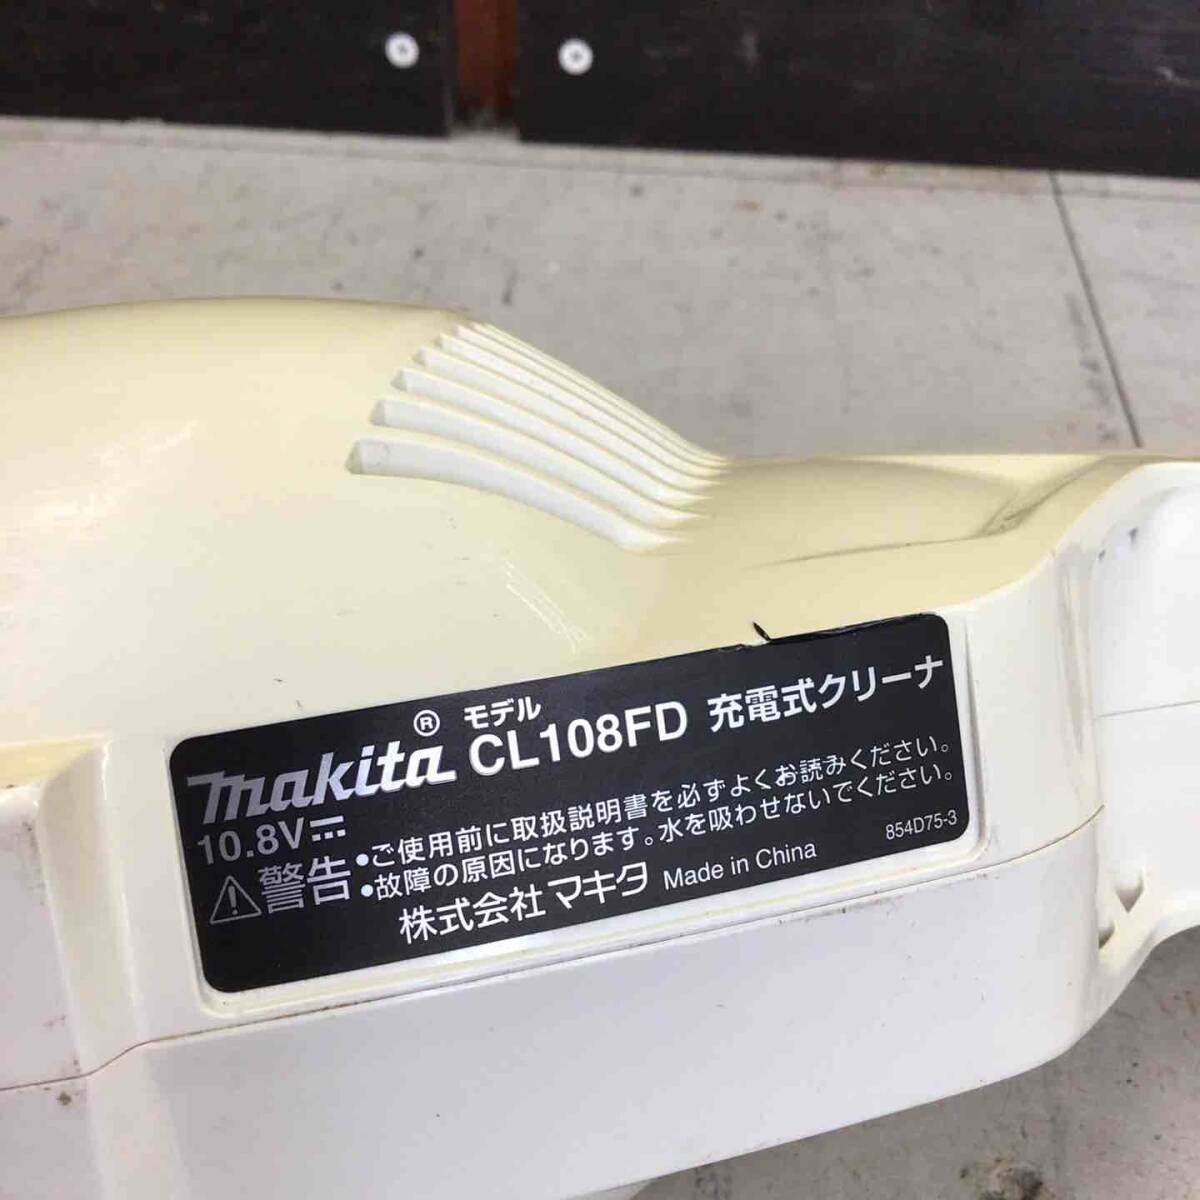 makita® モデル CL108FD 充電式クリーナ
10.8V
警告 •ご使用前に取扱説明書を必ずよくお読みください。
•故障の原因になります。水を吸わせないでください。
株式会社マキタ Made in China 854D75-3